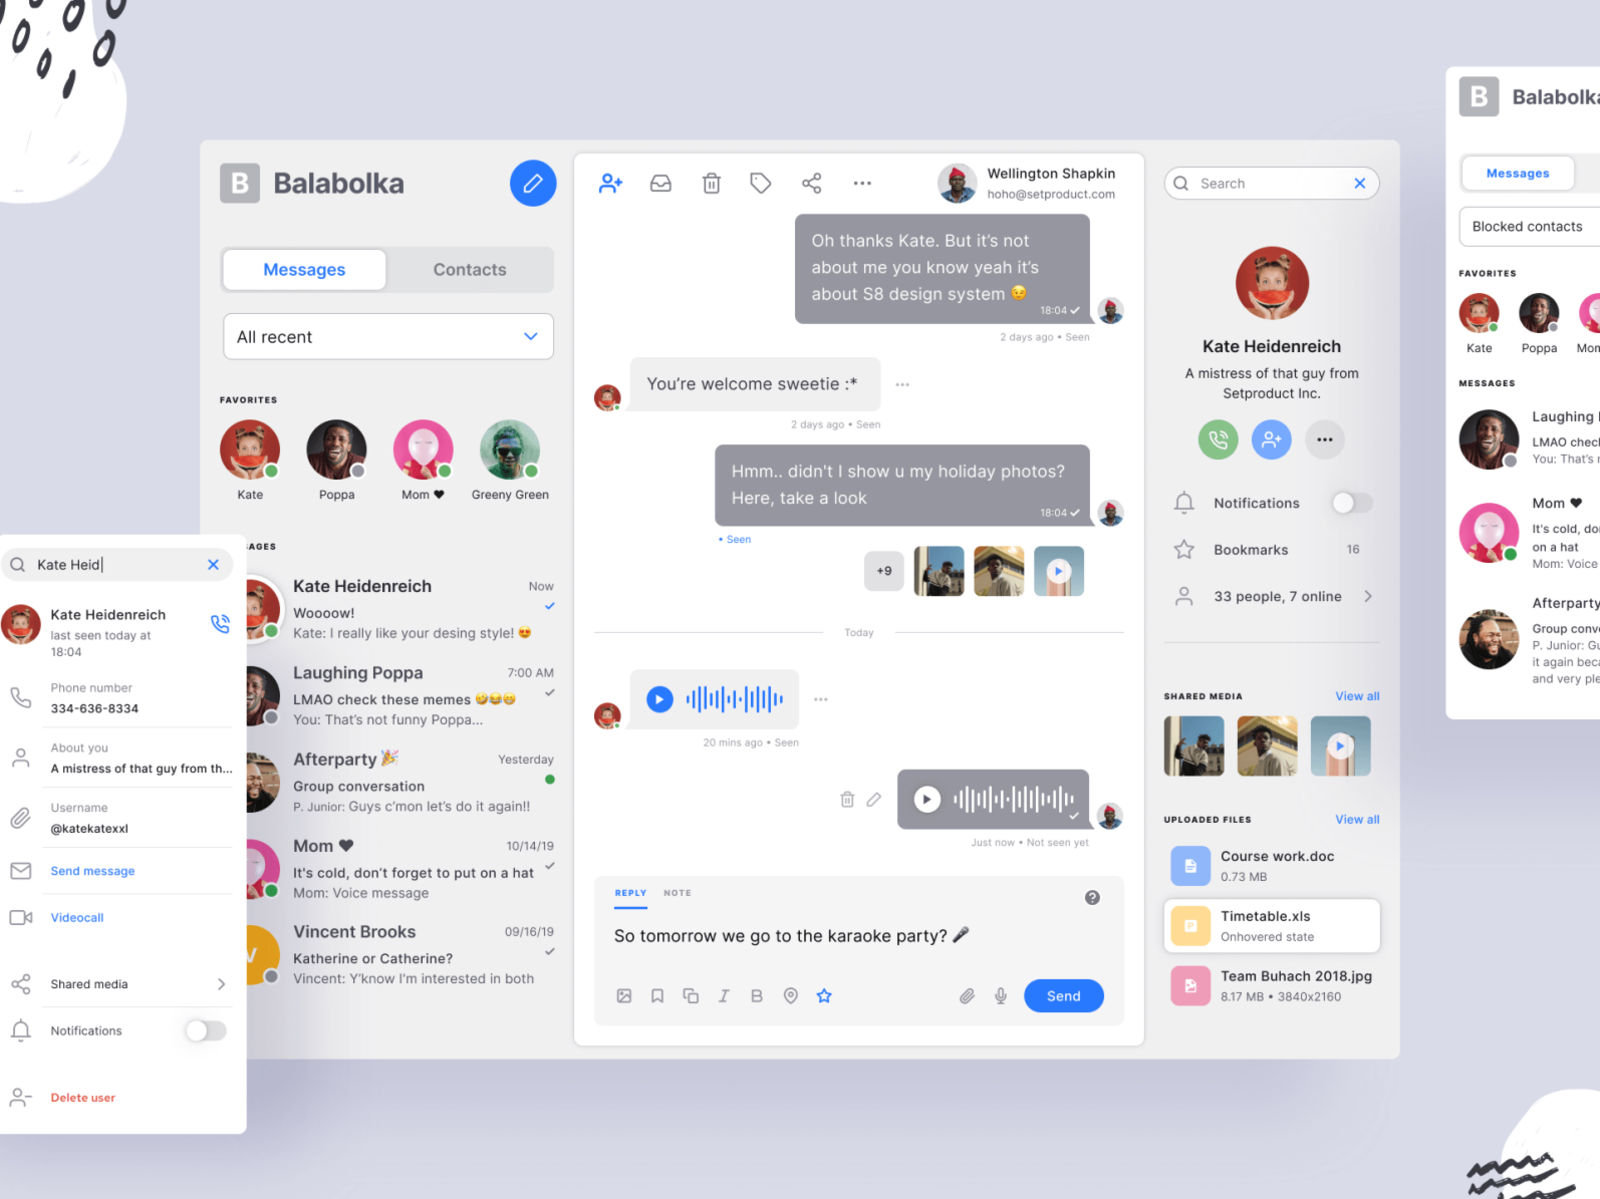 B Balabolka
Messages
Contacts
All recent
FAVORITES
Kate
Poppa
Mom 🖤
Greeny Green
Kate Heidenreich
Now
Woooow!
Kate: I really like your desing style! 😍
Laughing Poppa
7:00 AM
LMAO check these memes 🤣😂😁
You: That's not funny Poppa...
Afterparty 🎉
Yesterday
Group conversation
P. Junior: Guys c'mon let's do it again!!
Mom 🖤
10/14/19
It's cold, don't forget to put on a hat
Mom: Voice message
V
Vincent Brooks
09/16/19
Katherine or Catherine?
Vincent: Y'know I'm interested in both
Kate Heid
Kate Heidenreich
last seen today at
18:04
Phone number
334-636-8334
About you
A mistress of that guy from th...
Username
@katekatexxl
Send message
Videocall
Shared media
Notifications
Delete user
Wellington Shapkin
hoho@setproduct.com
Oh thanks Kate. But it's not
about me you know yeah it's
about S8 design system 😉
18:04
2 days ago • Seen
You're welcome sweetie :*
2 days ago • Seen
Hmm.. didn't I show u my holiday photos?
Here, take a look
18:04
• Seen
+9
Today
20 mins ago • Seen
Just now • Not seen yet
REPLY
NOTE
?
So tomorrow we go to the karaoke party? 🎤
I
B
Send
Search
Kate Heidenreich
A mistress of that guy from
Setproduct Inc.
Notifications
Bookmarks
16
33 people, 7 online
SHARED MEDIA
View all
UPLOADED FILES
View all
Course work.doc
0.73 MB
P
Timetable.xls
Onhovered state
Team Buhach 2018.jpg
8.17 MB • 3840x2160
B Balabolka
Messages
Blocked contacts
FAVORITES
Kate
Poppa
MESSAGES
Laughing
LMAO
You: That's
Mom 🖤
It's cold,
on a hat
Mom: Voice
Afterparty
Group
P. Junior:
it again
and very